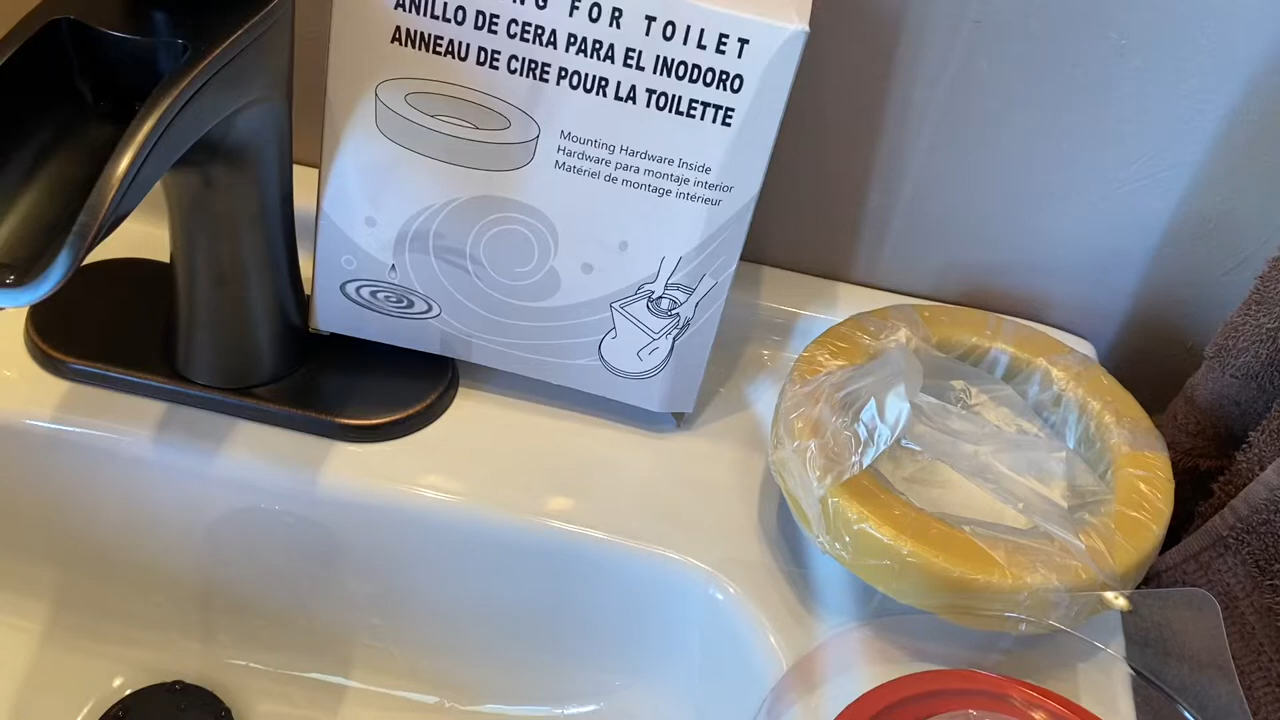 NG FOR TOILET
ANILLO DE CERA PARA EL INODORO
ANNEAU DE CIRE POUR LA TOILETTE
Mounting Hardware Inside
Hardware para montaje interior
Matériel de montage intérieur